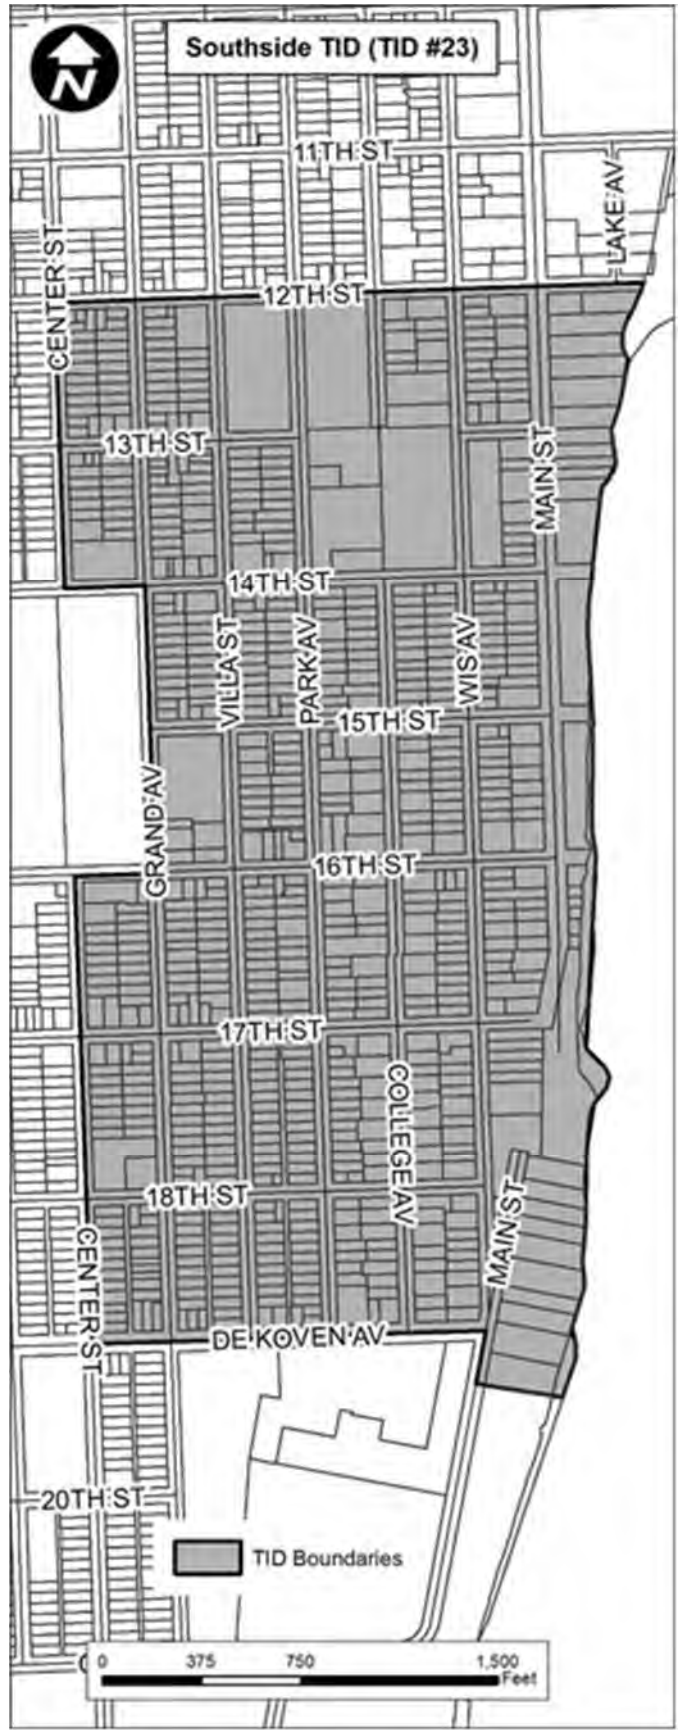 N
Southside TID (TID #23)
11TH ST
LAKE AV
CENTER ST
12TH ST
13TH ST
MAIN ST
14TH ST
VILLA ST
PARK AV
WIS AV
15TH ST
GRAND AV
16TH ST
17TH ST
COLLEGE AV
18TH ST
MAIN ST
CENTER ST
DE KOVEN AV
20TH ST
TID Boundaries
0 375 750 1,500
Feet